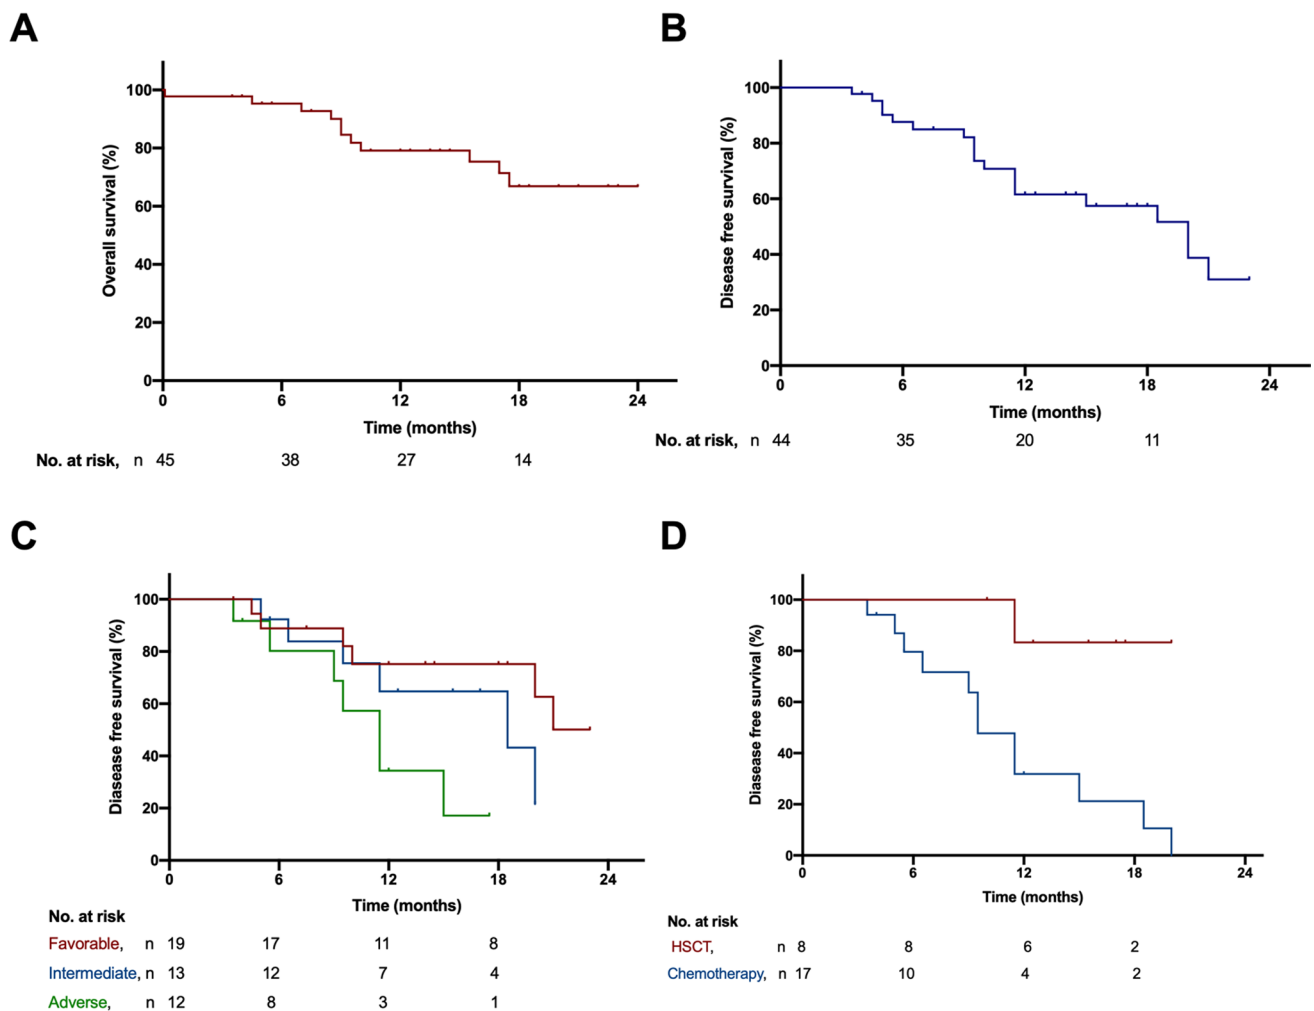 A
Overall survival (%)
100
80
60
40
20
0
0 6 12 18 24
Time (months)
No. at risk, n 45 38 27 14
B
Disease free survival (%)
100
80
60
40
20
0
0 6 12 18 24
Time (months)
No. at risk, n 44 35 20 11
C
Diasease free survival (%)
100
80
60
40
20
0
0 6 12 18 24
Time (months)
No. at risk
Favorable, n 19 17 11 8
Intermediate, n 13 12 7 4
Adverse, n 12 8 3 1
D
Diasease free survival (%)
100
80
60
40
20
0
0 6 12 18 24
Time (months)
No. at risk
HSCT, n 8 8 6 2
Chemotherapy, n 17 10 4 2